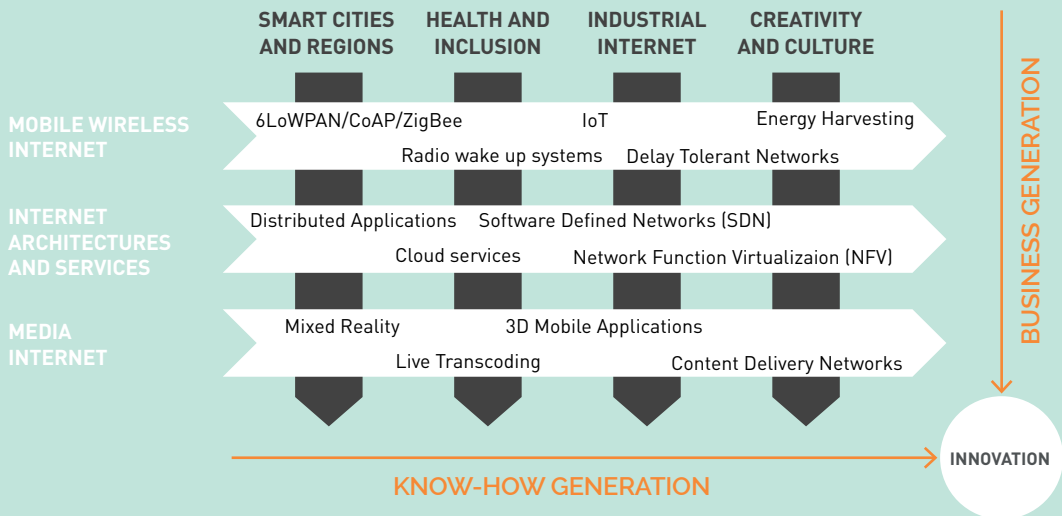 SMART CITIES
AND REGIONS
HEALTH AND
INCLUSION
INDUSTRIAL
INTERNET
CREATIVITY
AND CULTURE
MOBILE WIRELESS
INTERNET
6LoWPAN/CoAP/ZigBee
IoT
Energy Harvesting
Radio wake up systems
Delay Tolerant Networks
INTERNET
ARCHITECTURES
AND SERVICES
Distributed Applications
Software Defined Networks (SDN)
Cloud services
Network Function Virtualizaion (NFV)
MEDIA
INTERNET
Mixed Reality
3D Mobile Applications
Live Transcoding
Content Delivery Networks
BUSINESS GENERATION
KNOW-HOW GENERATION
INNOVATION